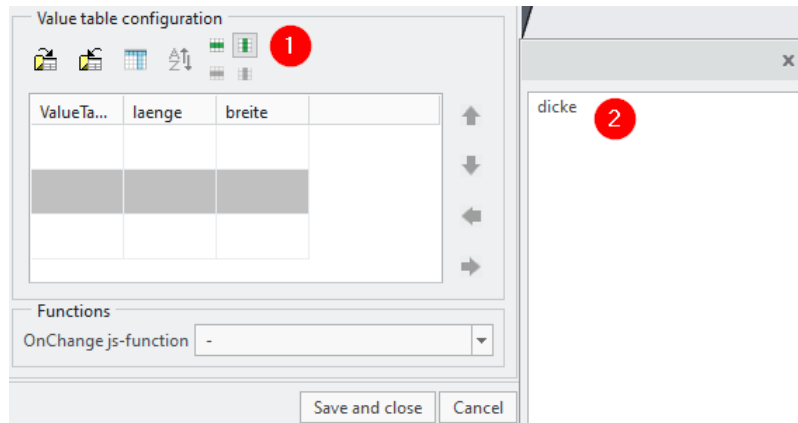 Value table configuration
A
Z
1
x
ValueTa... laenge breite
dicke
2
Functions
OnChange js-function -
Save and close Cancel